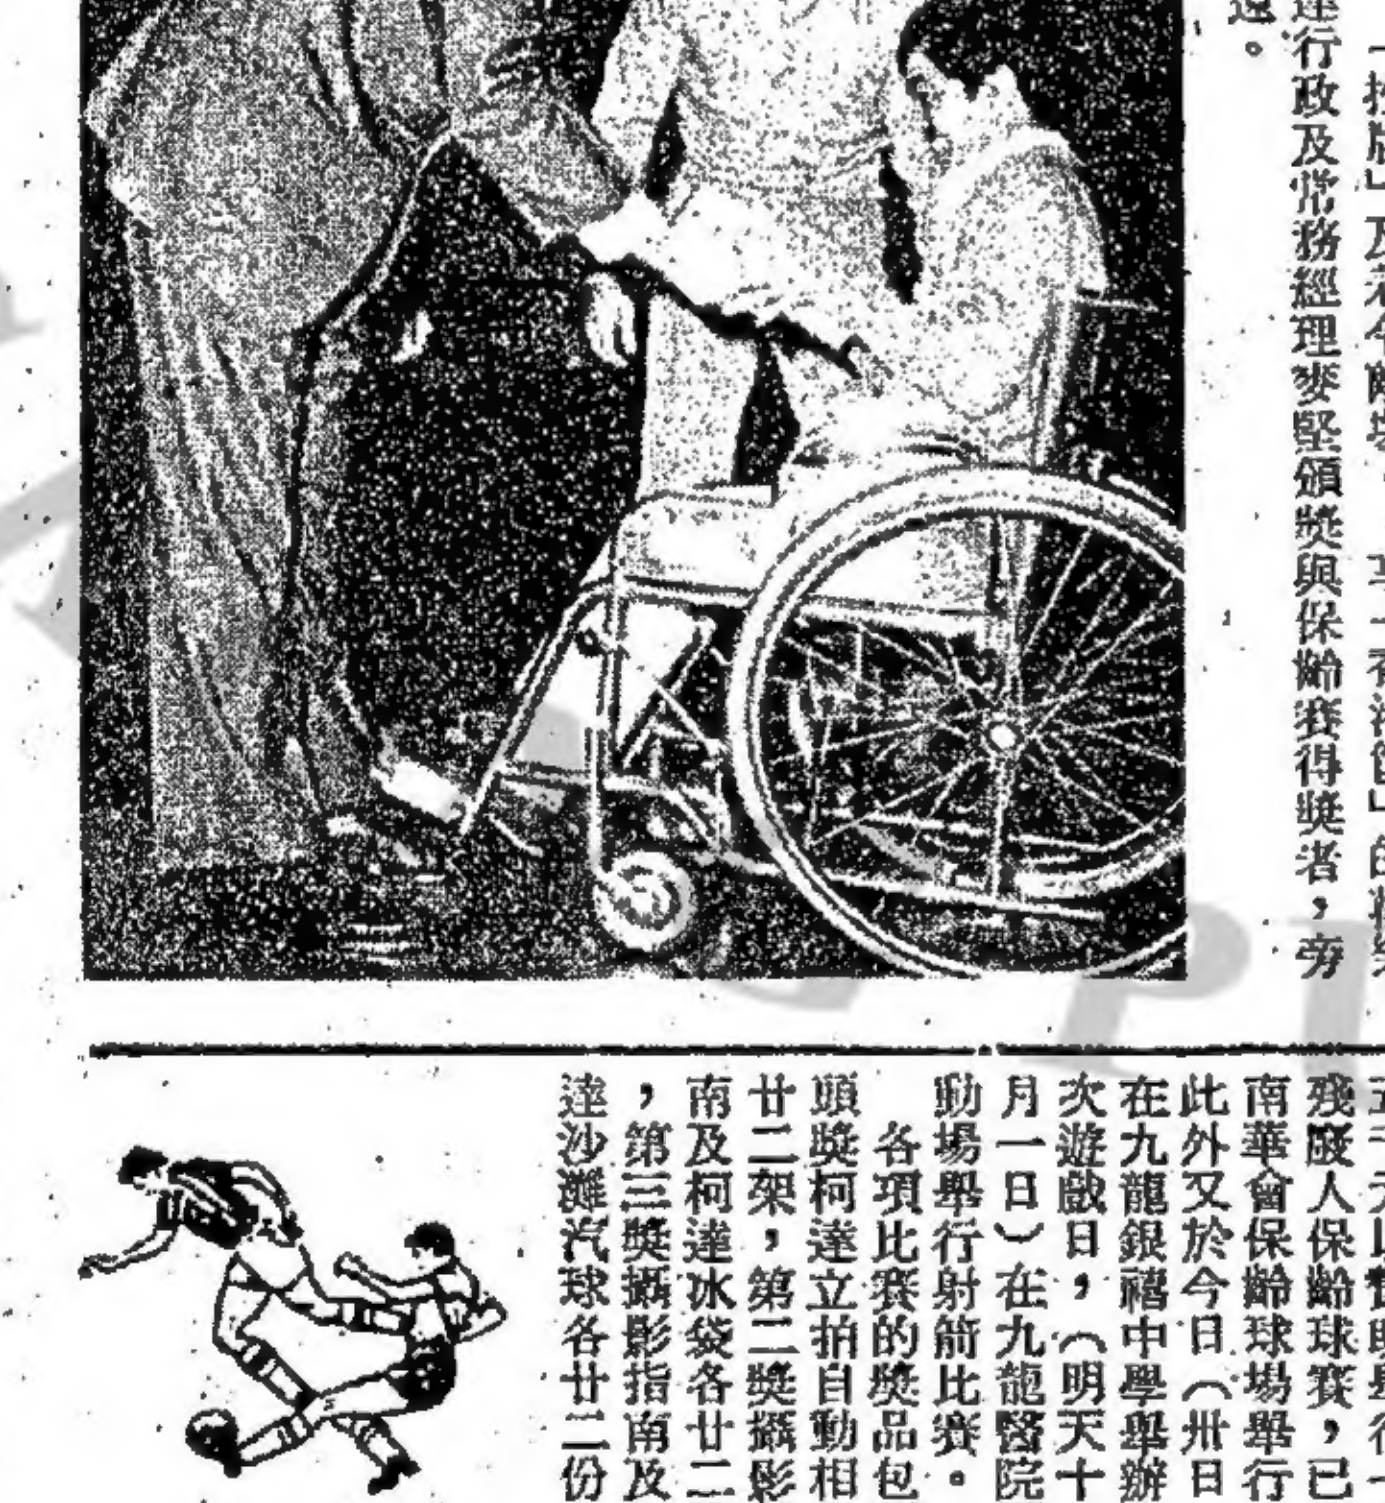 達行政及常務經理麥堅頒獎與保齡賽得獎者，旁
遠。
殘廢人保齡球賽，已
南華會保齡球場舉行
此外又於今日（卅日
在九龍銀禧中學舉辦
次遊戲日，（明天十
月一日）在九龍醫院
動場舉行射箭比賽。
各項比賽的獎品包
頭獎柯達立拍自動相
廿二架，第二獎攝影
南及柯達冰袋各廿二
，第三獎攝影指南及
達沙灘汽球各廿二份